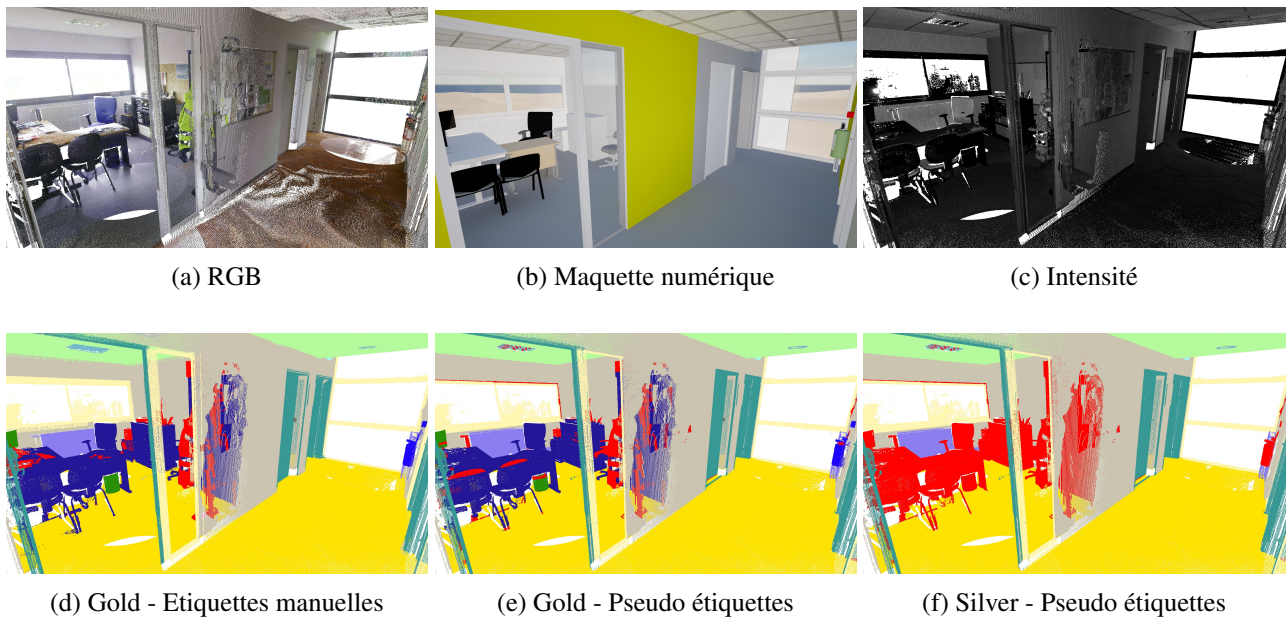 (a) RGB
(b) Maquette numérique
(c) Intensité
(d) Gold - Etiquettes manuelles
(e) Gold - Pseudo étiquettes
(f) Silver - Pseudo étiquettes